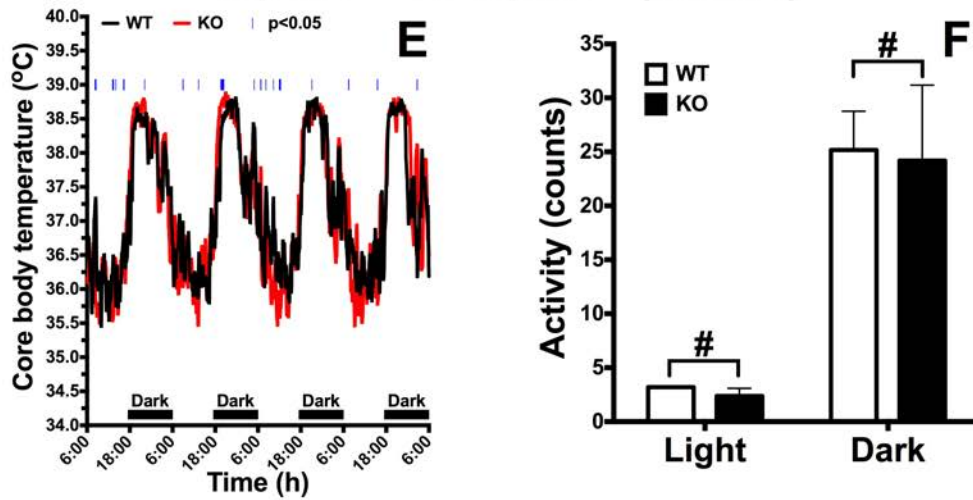 WT KO p<0.05
E
Core body temperature (ºC)
40.0
39.5
39.0
38.5
38.0
37.5
37.0
36.5
36.0
35.5
35.0
34.5
34.0
Dark Dark Dark Dark
6:00 18:00 6:00 18:00 6:00 18:00 6:00 18:00 6:00
Time (h)
F
Activity (counts)
35
30
25
20
15
10
5
0
WT
KO
#
#
Light Dark